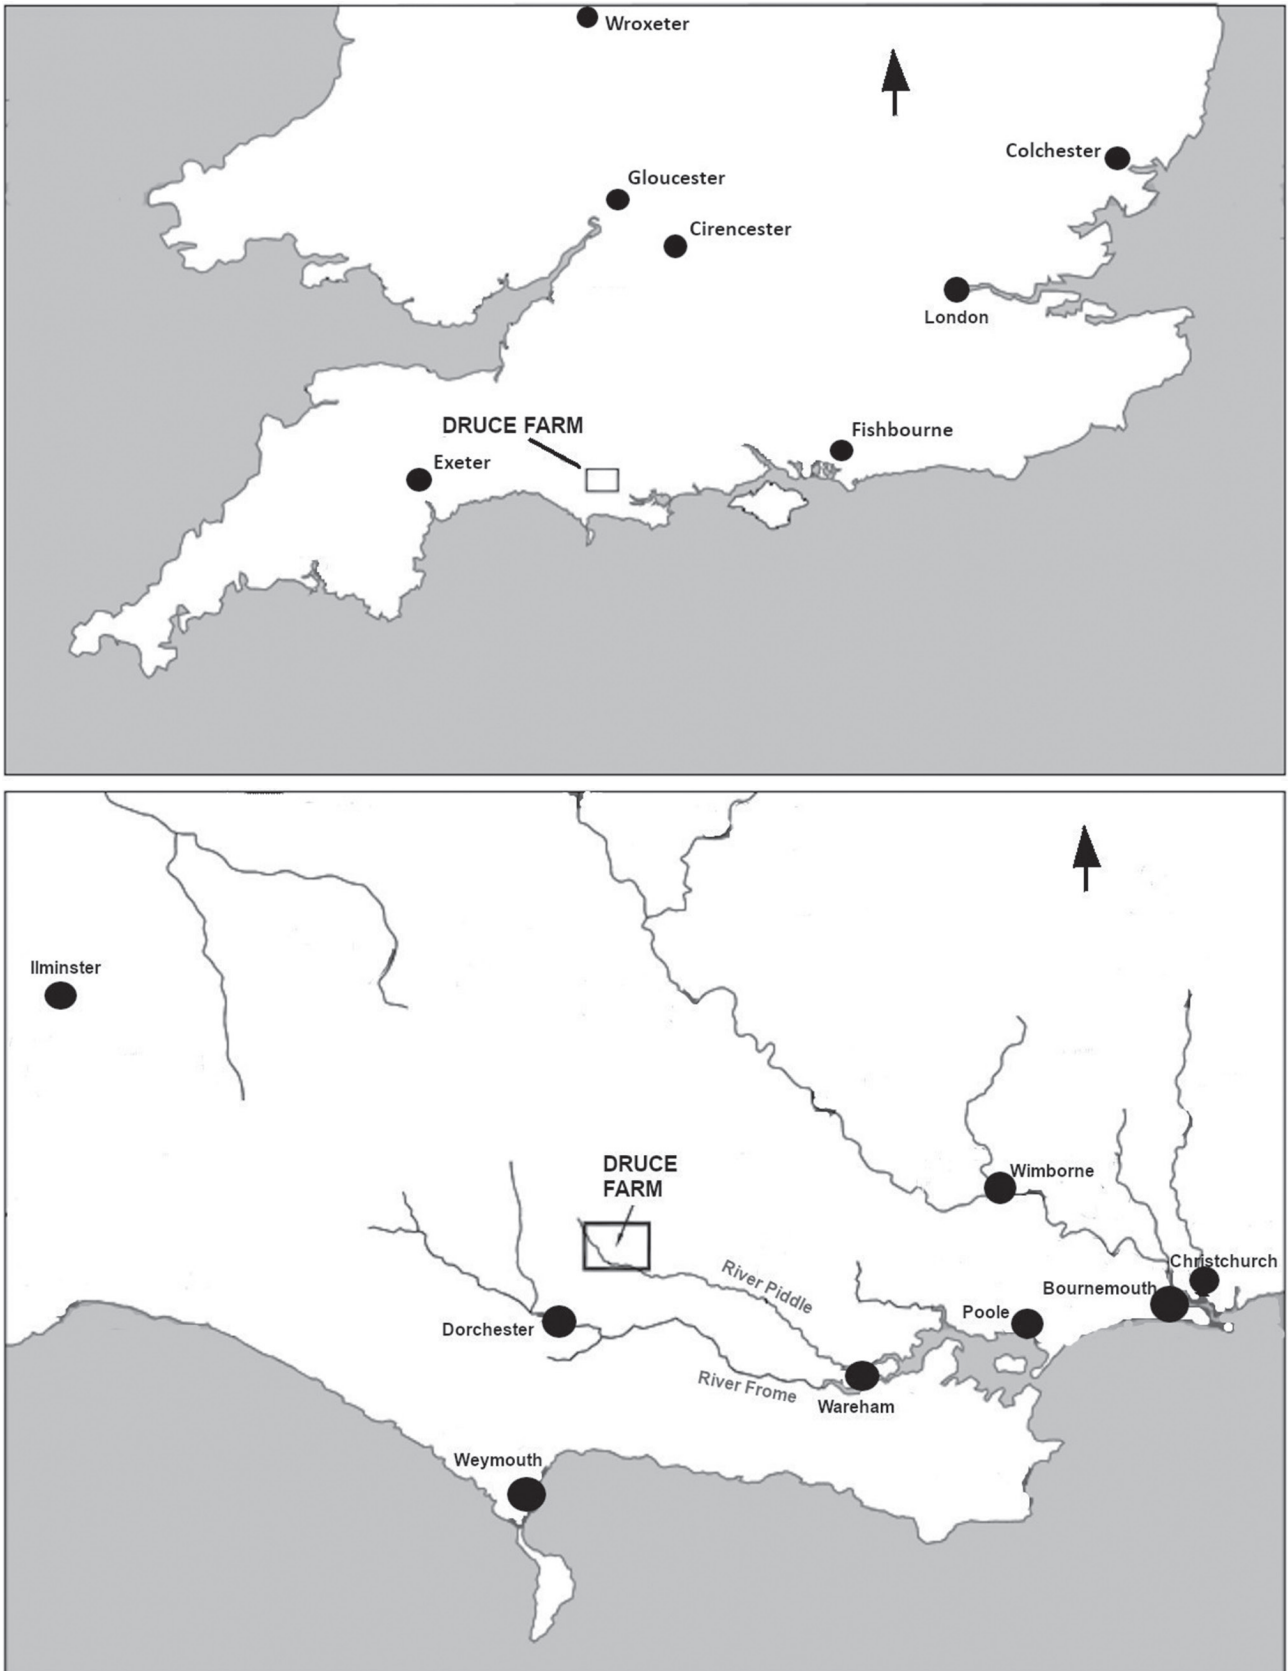 Wroxeter
Colchester
Gloucester
Cirencester
London
DRUCE FARM
Fishbourne
Exeter
Ilminster
DRUCE
FARM
Wimborne
Christchurch
River Piddle
Bournemouth
Poole
Dorchester
River Frome
Wareham
Weymouth